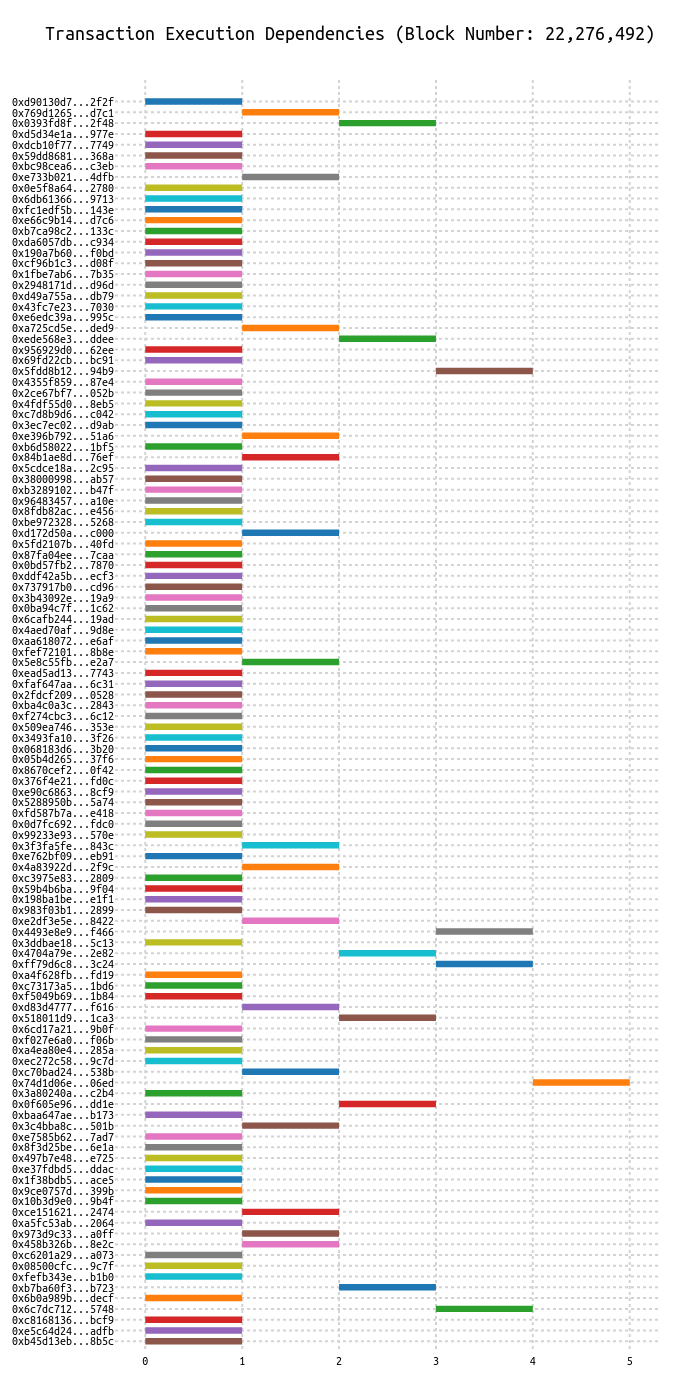 Transaction Execution Dependencies (Block Number: 22,276,492)
0xd90130d7...2f2f
0x769d1265...d7c1
0x0393fd8f...2f48
0xd5d34e1a...977e
0xdcb10f77...7749
0x59dd8681...368a
0xbc98cea6...c3eb
0xe733b021...4dfb
0x0e5f8a64...2780
0x6db61366...9713
0xfc1edf5b...143e
0xe66c9b14...d7c6
0xb7ca98c2...133c
0xda6057db...c934
0x190a7b60...f0bd
0xcf96b1c3...d08f
0x1fbe7ab6...7b35
0x2948171d...d96d
0xd49a755a...db79
0x43fc7e23...7030
0xe6edc39a...995c
0xa725cd5e...ded9
0xede568e3...ddee
0x956929d0...62ee
0x69fd22cb...bc91
0x5fdd8b12...94b9
0x4355f859...87e4
0x2ce67bf7...052b
0x4fdf55d0...8eb5
0xc7d8b9d6...c042
0x3ec7ec02...d9ab
0xe396b792...51a6
0xb6d58022...1bf5
0x84b1ae8d...76ef
0x5cdce18a...2c95
0x38000998...ab57
0xb3289102...b47f
0x96483457...a10e
0x8fdb82ac...e456
0xbe972328...5268
0xd172d50a...c000
0x5fd2107b...40fd
0x87fa04ee...7caa
0x0bd57fb2...7870
0xddf42a5b...ecf3
0x737917b0...cd96
0x3b43092e...19a9
0x0ba94c7f...1c62
0x6cafb244...19ad
0x4aed70af...9d8e
0xaa618072...e6af
0xfef72101...8b8e
0x5e8c55fb...e2a7
0xead5ad13...7743
0xfaf647aa...6c31
0x2fdcf209...0528
0xba4c0a3c...2843
0xf274cbc3...6c12
0x509ea746...353e
0x3493fa10...3f26
0x068183d6...3b20
0x05b4d265...37f6
0x8670cef2...0f42
0x376f4e21...fd0c
0xe90c6863...8cf9
0x5288950b...5a74
0xfd587b7a...e418
0x0d7fc692...fdc0
0x99233e93...570e
0x3f3fa5fe...843c
0xe762bf09...eb91
0x4a83922d...2f9c
0xc3975e83...2809
0x59b4b6ba...9f04
0x198ba1be...e1f1
0x983f03b1...2899
0xe2df3e5e...8422
0x4493e8e9...f466
0x3ddbae18...5c13
0x4704a79e...2e82
0xff79d6c8...3c24
0xa4f628fb...fd19
0xc73173a5...1bd6
0xf5049b69...1b84
0xd83d4777...f616
0x518011d9...1ca3
0x6cd17a21...9b0f
0xf027e6a0...f06b
0xa4ea80e4...285a
0xec272c58...9c7d
0xc70bad24...538b
0x74d1d06e...06ed
0x3a80240a...c2b4
0x0f605e96...dd1e
0xbaa647ae...b173
0x3c4bba8c...501b
0xe7585b62...7ad7
0x8f3d25be...6e1a
0x497b7e48...e725
0xe37fdbd5...ddac
0x1f38bdb5...ace5
0x9ce0757d...399b
0x10b3d9e0...9b4f
0xce151621...2474
0xa5fc53ab...2064
0x973d9c33...a0ff
0x458b326b...8e2c
0xc6201a29...a073
0x08500cfc...9c7f
0xfefb343e...b1b0
0xb7ba60f3...b723
0x6b0a989b...decf
0x6c7dc712...5748
0xc8168136...bcf9
0xe5c64d24...adfb
0xb45d13eb...8b5c
0 1 2 3 4 5